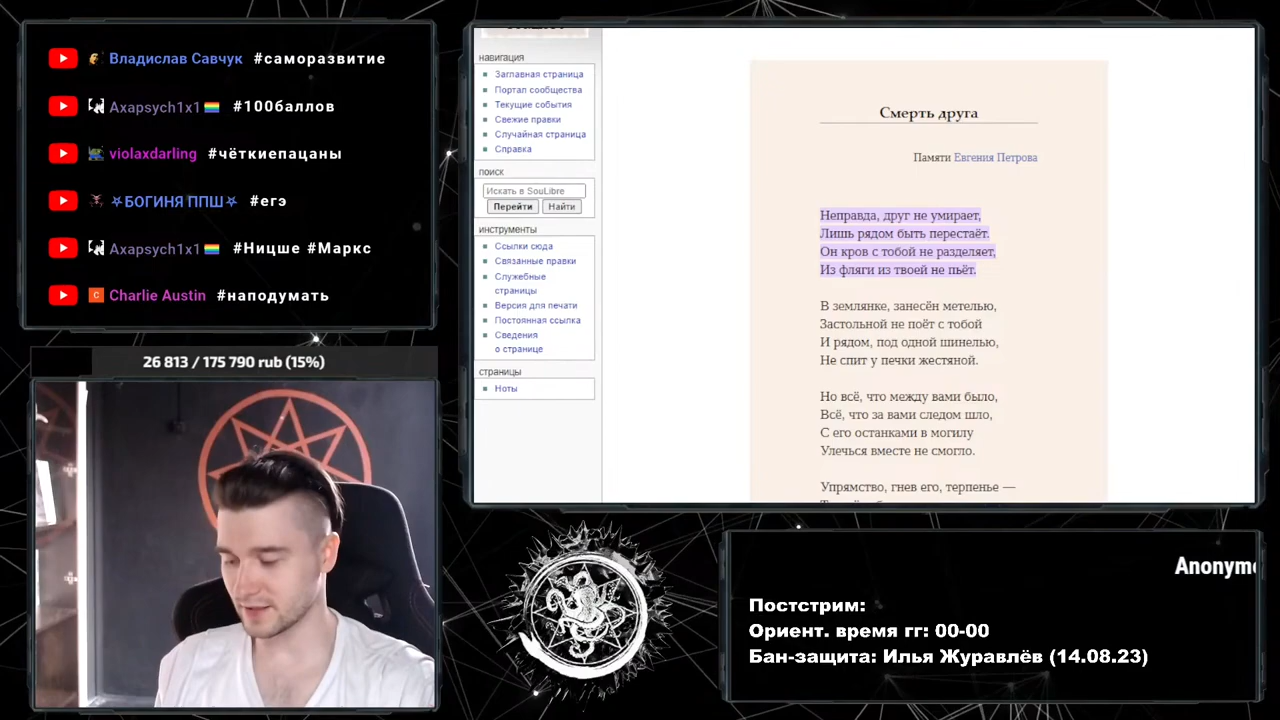 Владислав Савчук #саморазвитие
Axapsych1x1 #100баллов
violaxdarling #чёткиепацаны
БОГИНЯ ППШ #егэ
Axapsych1x1 #Ницше #Маркс
C Charlie Austin #наподумать
26 813 / 175 790 rub (15%)
навигация
Заглавная страница
Портал сообщества
Текущие события
Свежие правки
Случайная страница
Справка
поиск
Искать в SouLibre
Перейти Найти
инструменты
Ссылки сюда
Связанные правки
Служебные
страницы
Версия для печати
Постоянная ссылка
Сведения
о странице
страницы
Ноты
Смерть друга
Памяти Евгения Петрова
Неправда, друг не умирает,
Лишь рядом быть перестаёт.
Он кров с тобой не разделяет,
Из фляги из твоей не пьёт.
В землянке, занесён метелью,
Застольной не поёт с тобой
И рядом, под одной шинелью,
Не спит у печки жестяной.
Но всё, что между вами было,
Всё, что за вами следом шло,
С его останками в могилу
Улечься вместе не смогло.
Упрямство, гнев его, терпенье —
Anonym
Постстрим:
Ориент. время гг: 00-00
Бан-защита: Илья Журавлёв (14.08.23)